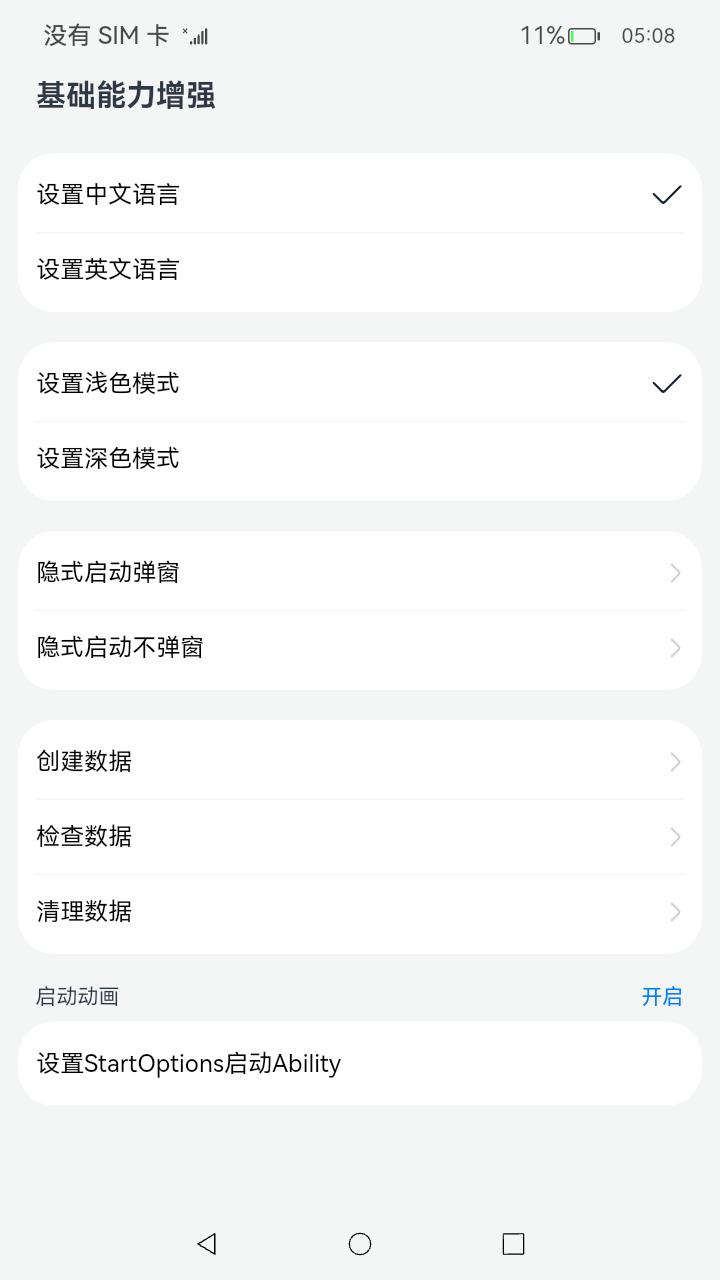 没有 SIM 卡
11%
05:08
基础能力增强
设置中文语言
设置英文语言
设置浅色模式
设置深色模式
隐式启动弹窗
隐式启动不弹窗
创建数据
检查数据
清理数据
启动动画
开启
设置StartOptions启动Ability